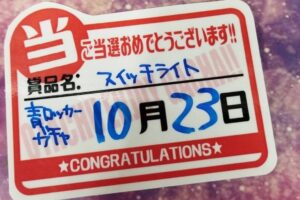 当
ご当選おめでとうございます!!
賞品名: スイッチライト
青ロッカー
ガチャ
10月23日
★CONGRATULATIONS★